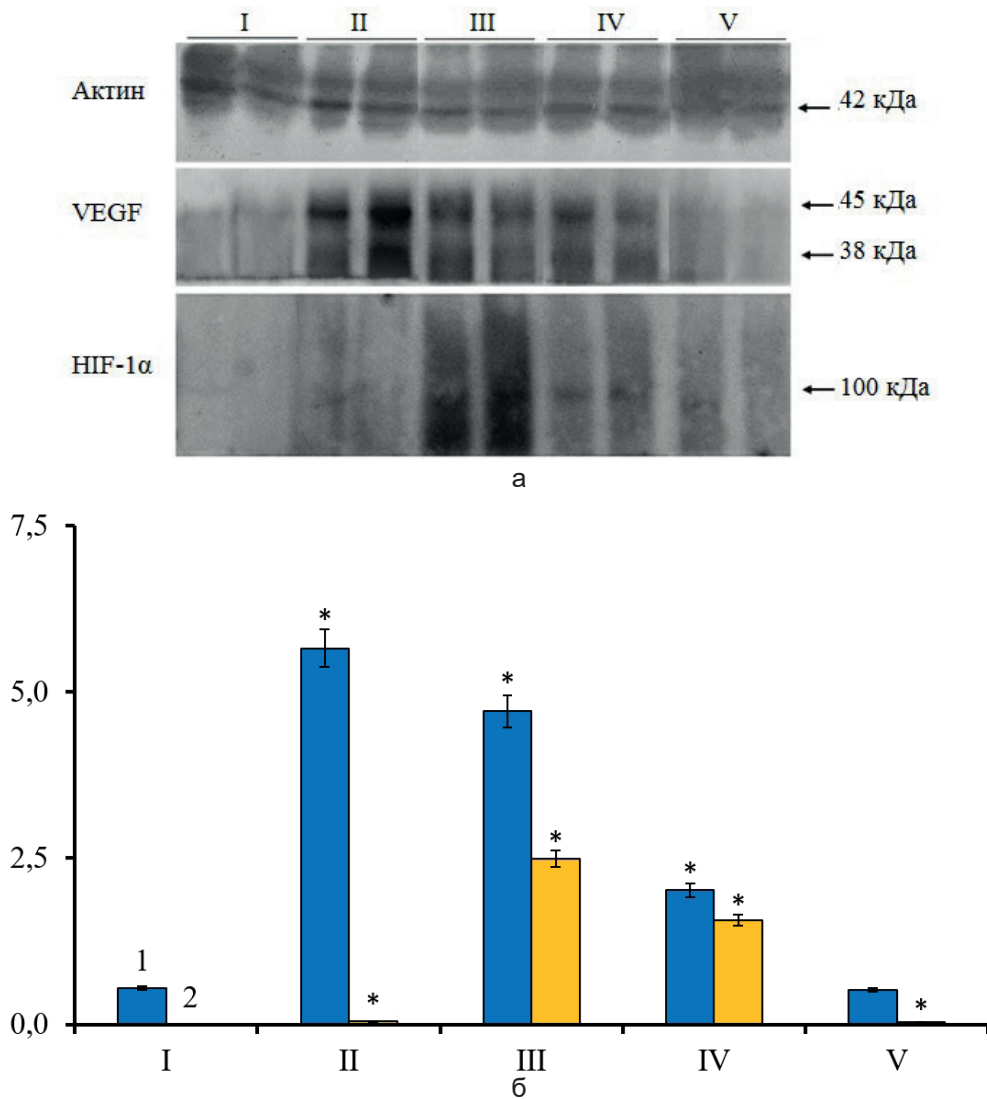 I II III IV V
Актин
42 кДа
VEGF
45 кДа
38 кДа
HIF-1α
100 кДа
а
7,5
*
*
5,0
*
2,5
*
*
1
2
*
*
0,0
I II III IV V
б